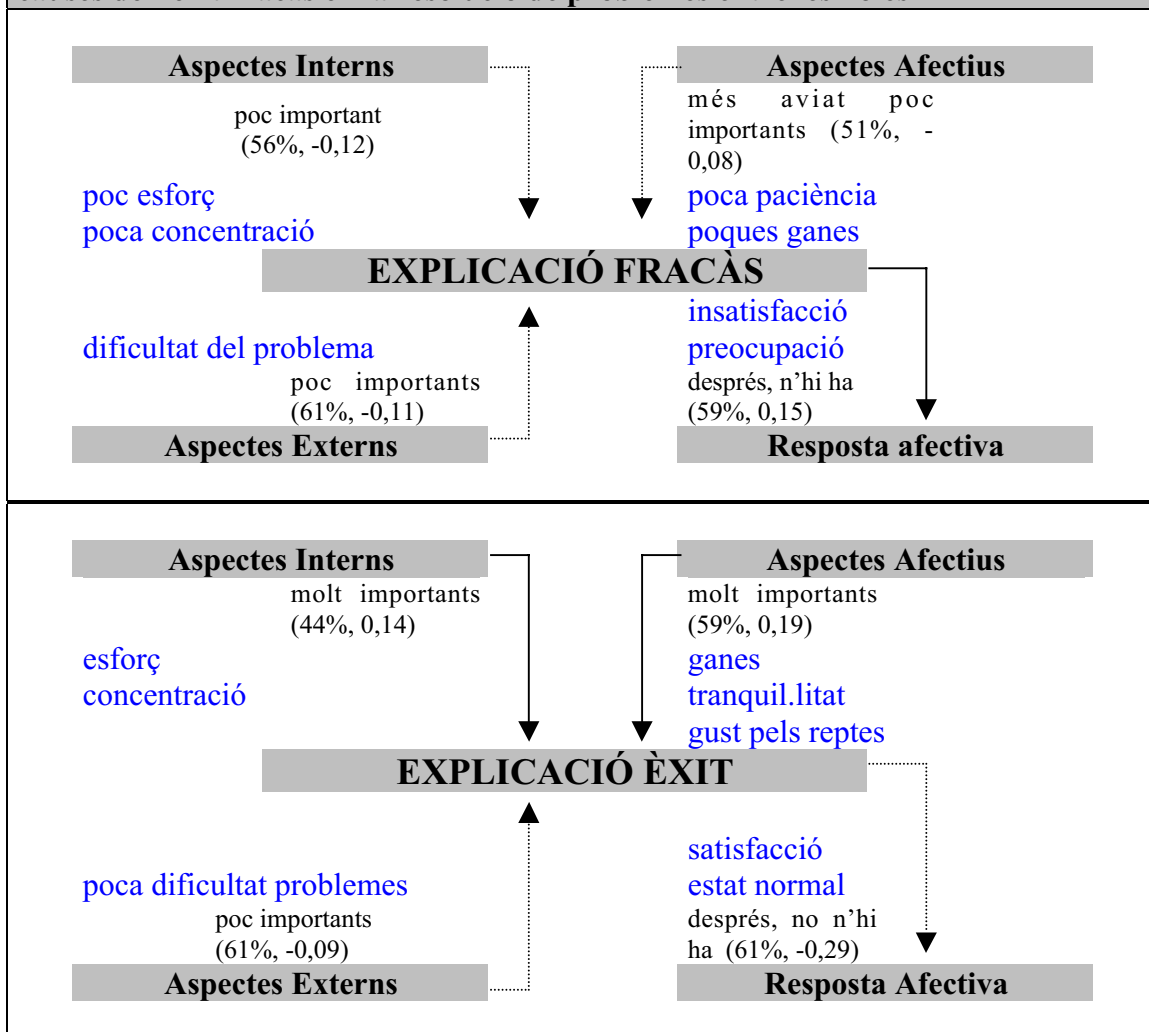 Aspectes Interns
poc important
(56%, -0,12)
poc esforç
poca concentració
Aspectes Afectius
més aviat poc
importants (51%, -
0,08)
poca paciència
poques ganes
EXPLICACIÓ FRACÀS
dificultat del problema
poc importants
(61%, -0,11)
Aspectes Externs
insatisfacció
preocupació
després, n'hi ha
(59%, 0,15)
Resposta afectiva
Aspectes Interns
molt importants
(44%, 0,14)
esforç
concentració
Aspectes Afectius
molt importants
(59%, 0,19)
ganes
tranquil.litat
gust pels reptes
EXPLICACIÓ ÈXIT
poca dificultat problemes
poc importants
(61%, -0,09)
Aspectes Externs
satisfacció
estat normal
després, no n'hi
ha (61%, -0,29)
Resposta Afectiva